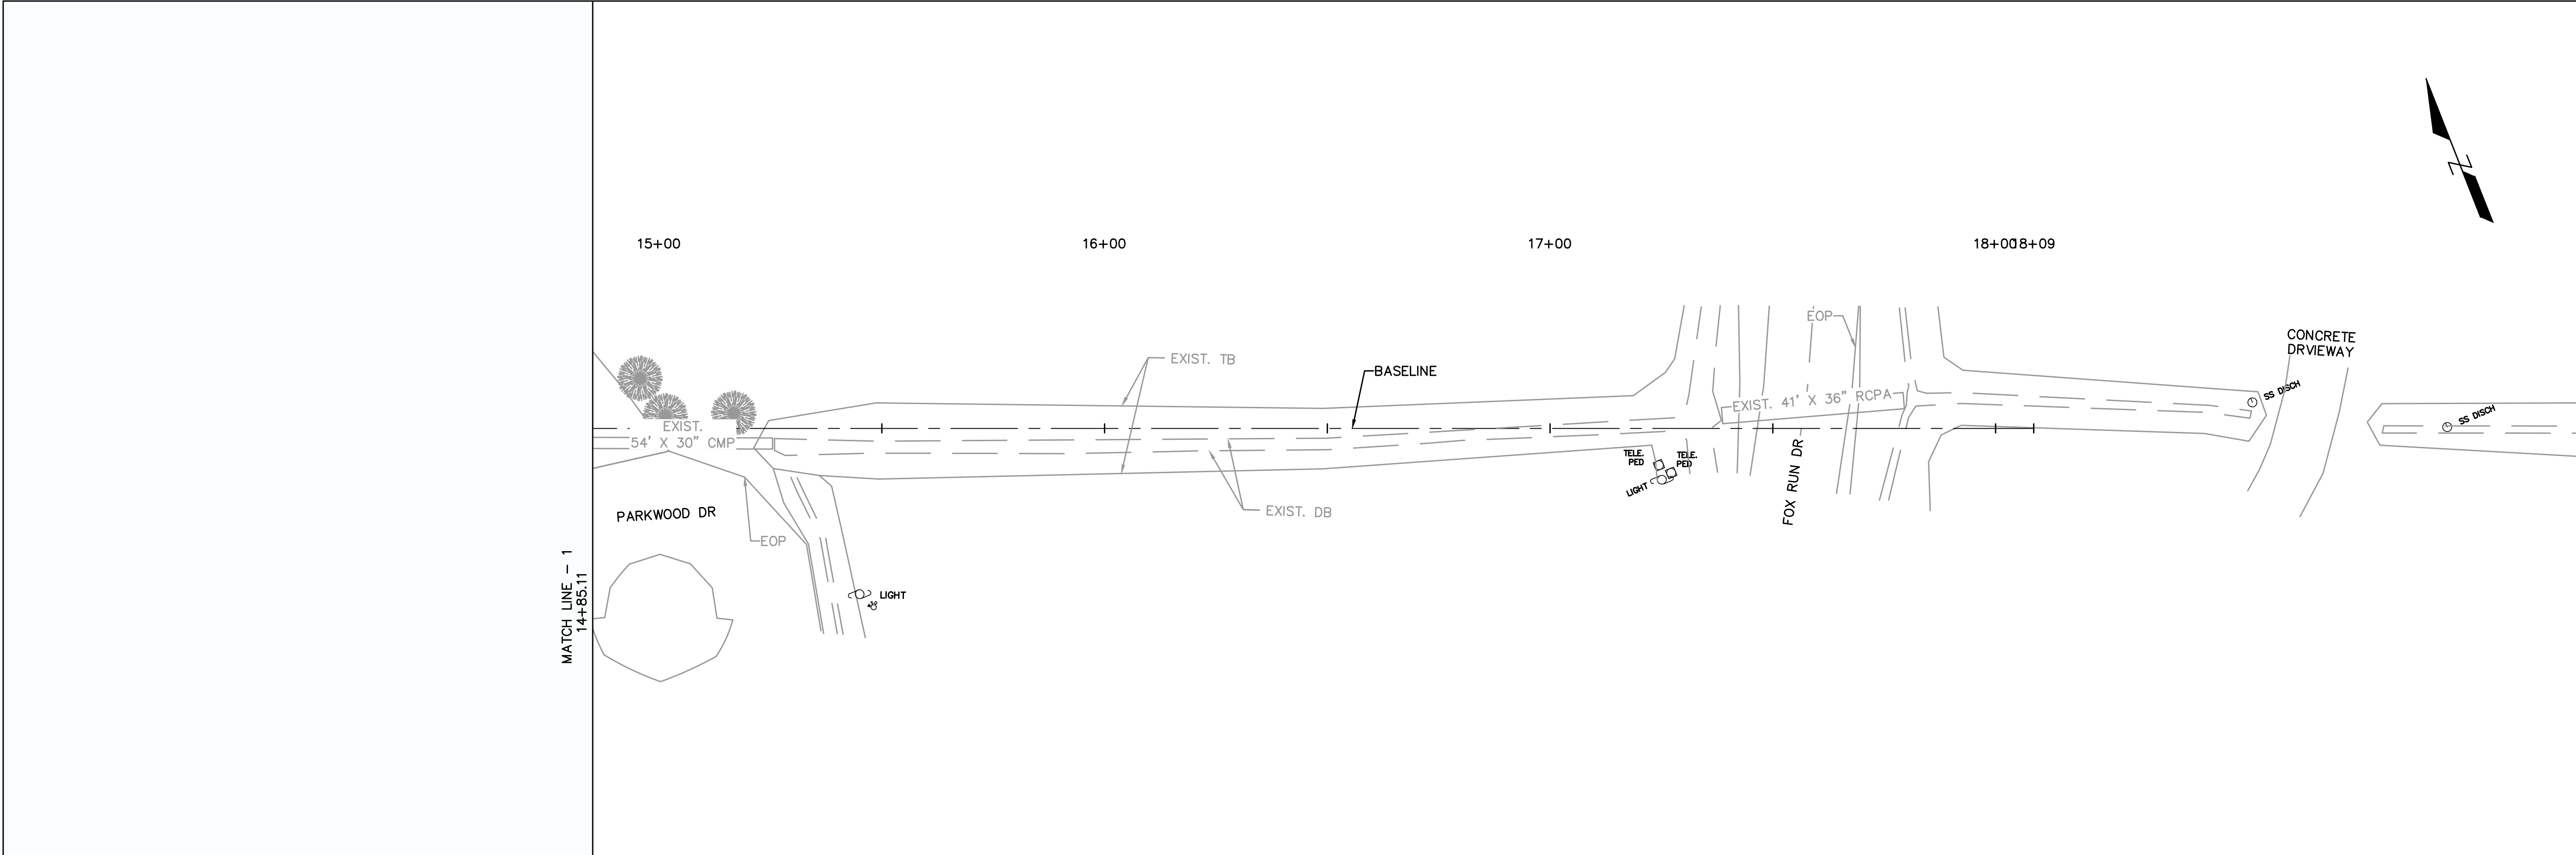 15+00
16+00
17+00
18+00
18+09
EOP
CONCRETE
DRVIEWAY
EXIST. TB
BASELINE
SS DISCH
EXIST. 41' X 36" RCPA
SS DISCH
EXIST.
54' X 30" CMP
TELE.
PED
TELE.
PED
LIGHT
FOX RUN DR
EXIST. DB
PARKWOOD DR
EOP
MATCH LINE - 1
14+85.11
LIGHT
N